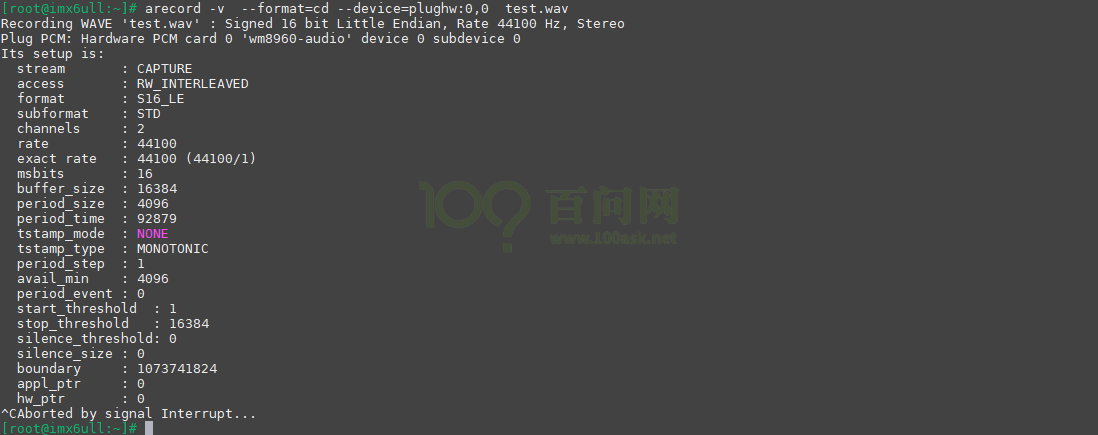 [root@imx6ull:~]# arecord -v  --format=cd --device=plughw:0,0  test.wav
Recording WAVE 'test.wav' : Signed 16 bit Little Endian, Rate 44100 Hz, Stereo
Plug PCM: Hardware PCM card 0 'wm8960-audio' device 0 subdevice 0
Its setup is:
  stream       : CAPTURE
  access       : RW_INTERLEAVED
  format       : S16_LE
  subformat    : STD
  channels     : 2
  rate         : 44100
  exact rate   : 44100 (44100/1)
  msbits       : 16
  buffer_size  : 16384
  period_size  : 4096
  period_time  : 92879
  tstamp_mode  : NONE
  tstamp_type  : MONOTONIC
  period_step  : 1
  avail_min    : 4096
  period_event : 0
  start_threshold  : 1
  stop_threshold   : 16384
  silence_threshold: 0
  silence_size : 0
  boundary     : 1073741824
  appl_ptr     : 0
  hw_ptr       : 0
^CAborted by signal Interrupt...
[root@imx6ull:~]#
100? 百问网
www.100ask.net